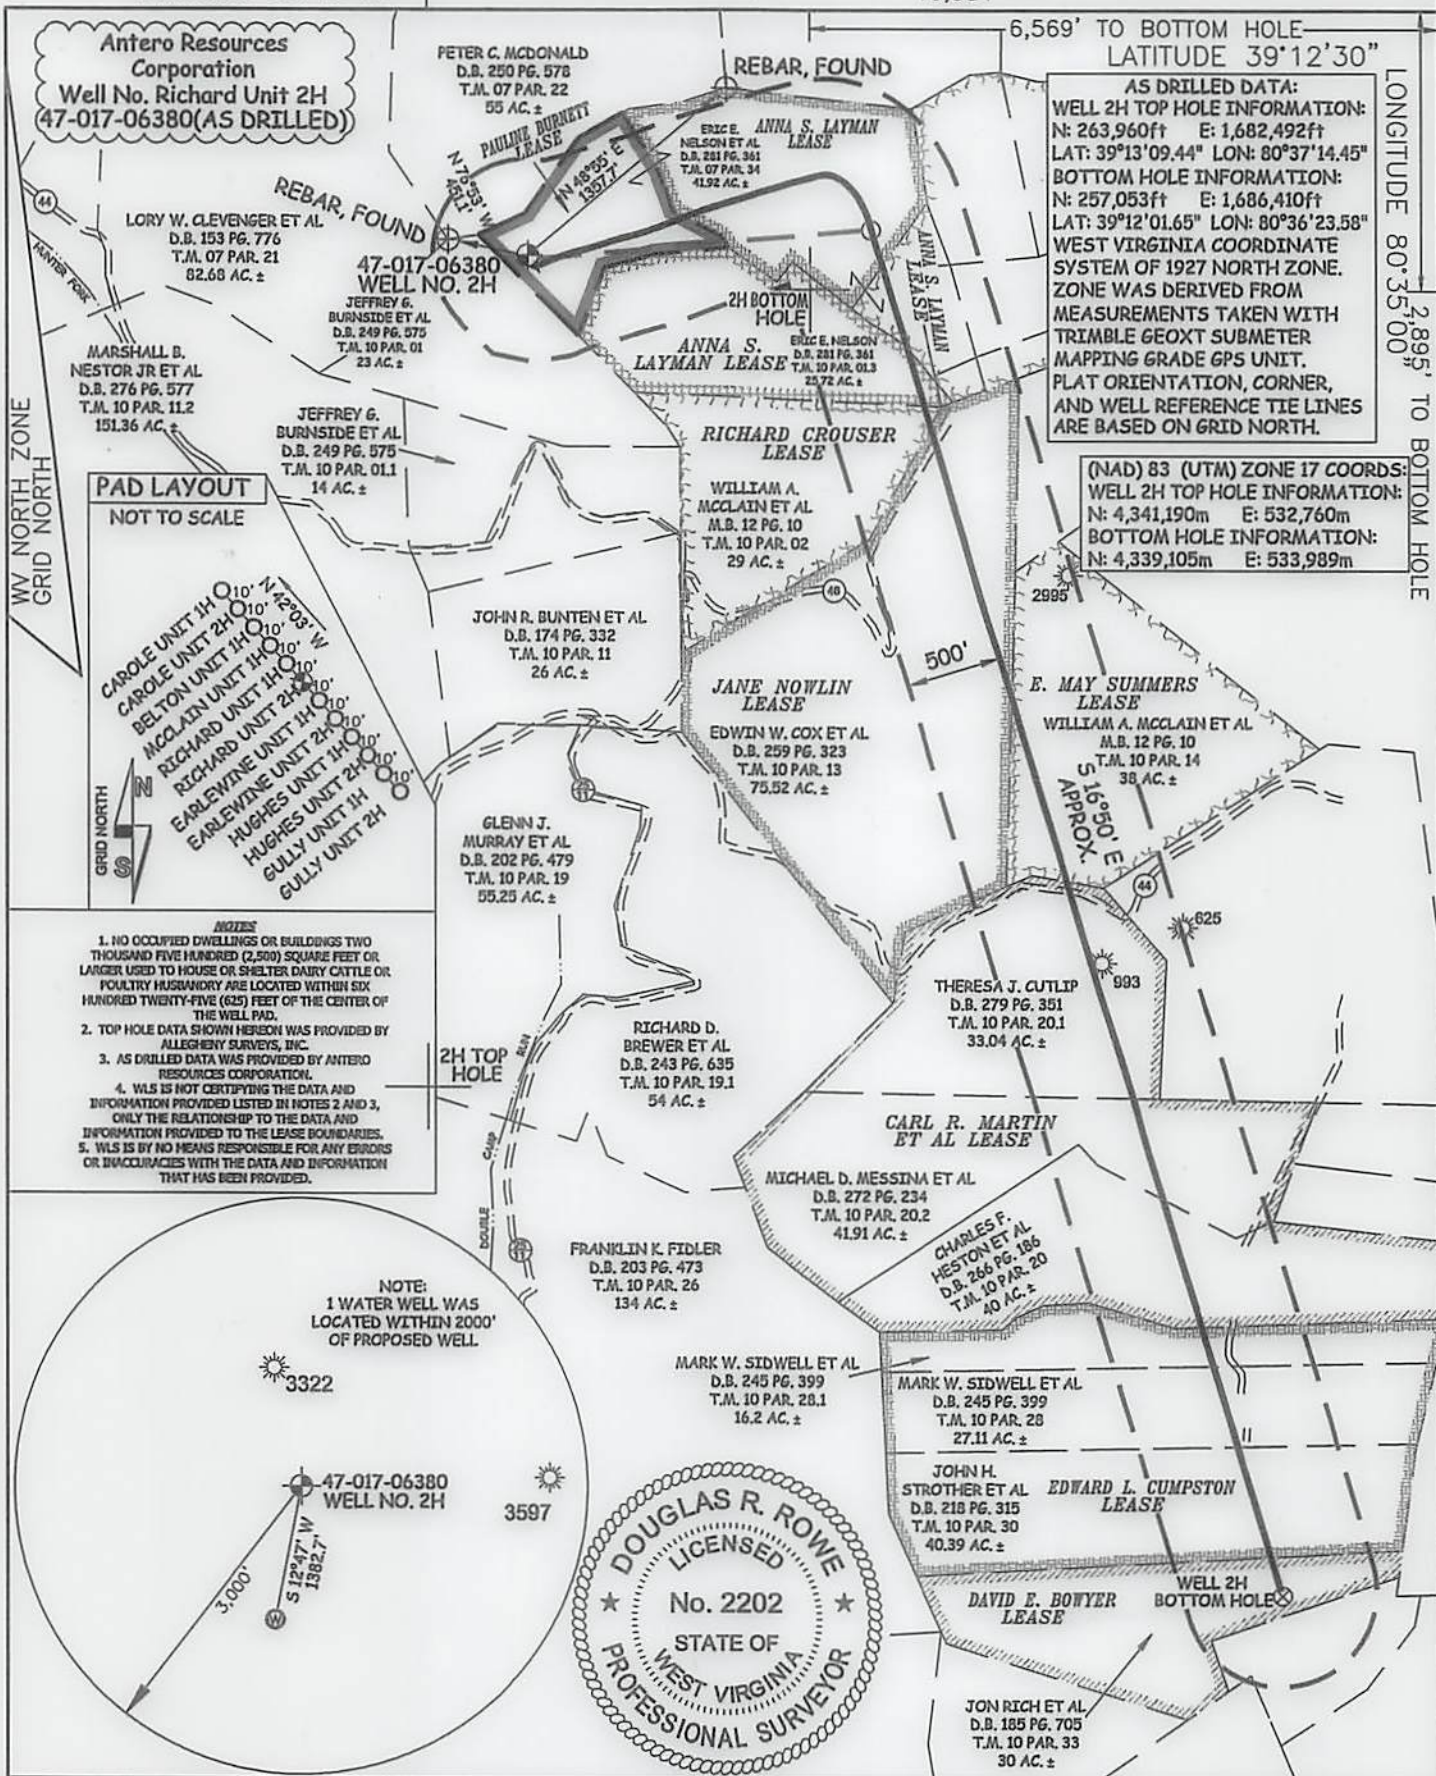 6,569' TO BOTTOM HOLE
LATITUDE 39°12'30"
LONGITUDE 80°35'00"
2,895' TO BOTTOM HOLE
Antero Resources
Corporation
Well No. Richard Unit 2H
47-017-06380(AS DRILLED)
PETER C. MCDONALD
D.B. 250 PG. 578
T.M. 07 PAR. 22
55 AC. ±
REBAR, FOUND
PAULINE BURNETT
LEASE
N 76°53' W
451.1'
N 48°55' E
1357.7'
ERIC E.
NELSON ET AL
D.B. 281 PG. 361
T.M. 07 PAR. 34
41.92 AC. ±
ANNA S. LAYMAN
LEASE
AS DRILLED DATA:
WELL 2H TOP HOLE INFORMATION:
N: 263,960ft E: 1,682,492ft
LAT: 39°13'09.44" LON: 80°37'14.45"
BOTTOM HOLE INFORMATION:
N: 257,053ft E: 1,686,410ft
LAT: 39°12'01.65" LON: 80°36'23.58"
WEST VIRGINIA COORDINATE
SYSTEM OF 1927 NORTH ZONE.
ZONE WAS DERIVED FROM
MEASUREMENTS TAKEN WITH
TRIMBLE GEOXT SUBMETER
MAPPING GRADE GPS UNIT.
PLAT ORIENTATION, CORNER,
AND WELL REFERENCE TIE LINES
ARE BASED ON GRID NORTH.
(NAD) 83 (UTM) ZONE 17 COORDS:
WELL 2H TOP HOLE INFORMATION:
N: 4,341,190m E: 532,760m
BOTTOM HOLE INFORMATION:
N: 4,339,105m E: 533,989m
44
HUNTER FORK
LORY W. CLEVENGER ET AL
D.B. 153 PG. 776
T.M. 07 PAR. 21
82.68 AC. ±
REBAR, FOUND
47-017-06380
WELL NO. 2H
JEFFREY G.
BURNSIDE ET AL
D.B. 249 PG. 575
T.M. 10 PAR. 01
23 AC. ±
2H BOTTOM
HOLE
ANNA S. LAYMAN
LEASE
ANNA S.
LAYMAN LEASE
ERIC E. NELSON
D.B. 281 PG. 361
T.M. 10 PAR. 01.3
25.72 AC. ±
MARSHALL B.
NESTOR JR ET AL
D.B. 276 PG. 577
T.M. 10 PAR. 11.2
151.36 AC. ±
JEFFREY G.
BURNSIDE ET AL
D.B. 249 PG. 575
T.M. 10 PAR. 01.1
14 AC. ±
RICHARD CROUSER
LEASE
WILLIAM A.
MCCLAIN ET AL
M.B. 12 PG. 10
T.M. 10 PAR. 02
29 AC. ±
WV NORTH ZONE
GRID NORTH
PAD LAYOUT
NOT TO SCALE
N 42°03' W
CAROLE UNIT 1H 10'
CAROLE UNIT 2H 10'
BELTON UNIT 1H 10'
MCCLAIN UNIT 1H 10'
RICHARD UNIT 1H 10'
RICHARD UNIT 2H 10'
EARLEWINE UNIT 1H 10'
EARLEWINE UNIT 2H 10'
HUGHES UNIT 1H 10'
HUGHES UNIT 2H 10'
GULLY UNIT 1H 10'
GULLY UNIT 2H
GRID NORTH
N
S
JOHN R. BUNTEN ET AL
D.B. 174 PG. 332
T.M. 10 PAR. 11
26 AC. ±
48
500'
2995
JANE NOWLIN
LEASE
EDWIN W. COX ET AL
D.B. 259 PG. 323
T.M. 10 PAR. 13
75.52 AC. ±
E. MAY SUMMERS
LEASE
WILLIAM A. MCCLAIN ET AL
M.B. 12 PG. 10
T.M. 10 PAR. 14
38 AC. ±
S 16°50' E
APPROX.
44
625
993
GLENN J.
MURRAY ET AL
D.B. 202 PG. 479
T.M. 10 PAR. 19
55.25 AC. ±
NOTES
1. NO OCCUPIED DWELLINGS OR BUILDINGS TWO
THOUSAND FIVE HUNDRED (2,500) SQUARE FEET OR
LARGER USED TO HOUSE OR SHELTER DAIRY CATTLE OR
POULTRY HUSBANDRY ARE LOCATED WITHIN SIX
HUNDRED TWENTY-FIVE (625) FEET OF THE CENTER OF
THE WELL PAD.
2. TOP HOLE DATA SHOWN HEREON WAS PROVIDED BY
ALLEGHENY SURVEYS, INC.
3. AS DRILLED DATA WAS PROVIDED BY ANTERO
RESOURCES CORPORATION.
4. WLS IS NOT CERTIFYING THE DATA AND
INFORMATION PROVIDED LISTED IN NOTES 2 AND 3,
ONLY THE RELATIONSHIP TO THE DATA AND
INFORMATION PROVIDED TO THE LEASE BOUNDARIES.
5. WLS IS BY NO MEANS RESPONSIBLE FOR ANY ERRORS
OR INACCURACIES WITH THE DATA AND INFORMATION
THAT HAS BEEN PROVIDED.
2H TOP
HOLE
DOUBLE CAMP RUN
RICHARD D.
BREWER ET AL
D.B. 243 PG. 635
T.M. 10 PAR. 19.1
54 AC. ±
THERESA J. CUTLIP
D.B. 279 PG. 351
T.M. 10 PAR. 20.1
33.04 AC. ±
CARL R. MARTIN
ET AL LEASE
MICHAEL D. MESSINA ET AL
D.B. 272 PG. 234
T.M. 10 PAR. 20.2
41.91 AC. ±
CHARLES F.
HESTON ET AL
D.B. 266 PG. 186
T.M. 10 PAR. 20
40 AC. ±
FRANKLIN K. FIDLER
D.B. 203 PG. 473
T.M. 10 PAR. 26
134 AC. ±
NOTE:
1 WATER WELL WAS
LOCATED WITHIN 2000'
OF PROPOSED WELL
3322
47-017-06380
WELL NO. 2H
3597
S 12°47' W
1382.7'
W
3,000'
MARK W. SIDWELL ET AL
D.B. 245 PG. 399
T.M. 10 PAR. 28.1
16.2 AC. ±
MARK W. SIDWELL ET AL
D.B. 245 PG. 399
T.M. 10 PAR. 28
27.11 AC. ±
JOHN H.
STROTHER ET AL
D.B. 218 PG. 315
T.M. 10 PAR. 30
40.39 AC. ±
EDWARD L. CUMPSTON
LEASE
DOUGLAS R. ROWE
LICENSED
No. 2202
STATE OF
WEST VIRGINIA
PROFESSIONAL SURVEYOR
DAVID E. BOWYER
LEASE
WELL 2H
BOTTOM HOLE
JON RICH ET AL
D.B. 185 PG. 705
T.M. 10 PAR. 33
30 AC. ±